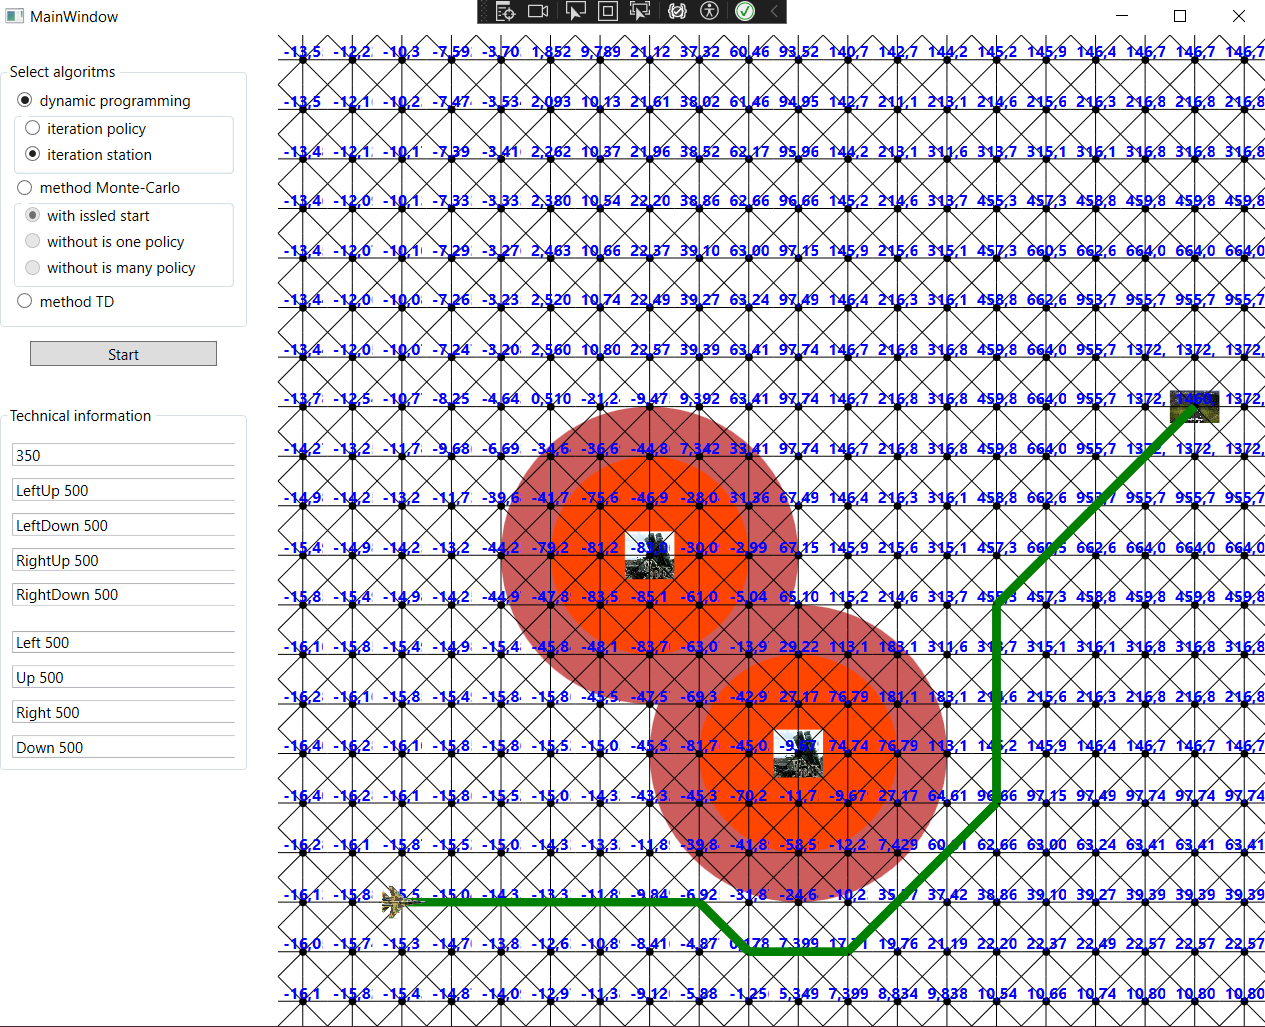 MainWindow
Select algoritms
dynamic programming
iteration policy
iteration station
method Monte-Carlo
with issled start
without is one policy
without is many policy
method TD
Start
Technical information
350
LeftUp 500
LeftDown 500
RightUp 500
RightDown 500
Left 500
Up 500
Right 500
Down 500
-13,5 -12,2 -10,3 -7,59 -3,70 1,852 9,789 21,12 37,32 60,46 93,52 140,7 142,7 144,2 145,2 145,9 146,4 146,7 146,7 146,7
-13,5 -12,1 -10,2 -7,47 -3,53 2,093 10,13 21,61 38,02 61,46 94,95 142,7 211,1 213,1 214,6 215,6 216,3 216,8 216,8 216,8
-13,4 -12,1 -10,1 -7,39 -3,41 2,262 10,37 21,96 38,52 62,17 95,96 144,2 213,1 311,6 313,7 315,1 316,1 316,8 316,8 316,8
-13,4 -12,0 -10,1 -7,33 -3,33 2,380 10,54 22,20 38,86 62,66 96,66 145,2 214,6 313,7 455,3 457,3 458,8 459,8 459,8 459,8
-13,4 -12,0 -10,1 -7,29 -3,27 2,463 10,66 22,37 39,10 63,00 97,15 145,9 215,6 315,1 457,3 660,5 662,6 664,0 664,0 664,0
-13,4 -12,0 -10,0 -7,26 -3,23 2,520 10,74 22,49 39,27 63,24 97,49 146,4 216,3 316,1 458,8 662,6 953,7 955,7 955,7 955,7
-13,4 -12,0 -10,0 -7,24 -3,20 2,560 10,80 22,57 39,39 63,41 97,74 146,7 216,8 316,8 459,8 664,0 955,7 1372, 1372, 1372,
-13,7 -12,5 -10,7 -8,25 -4,64 0,510 -21,2 -9,47 9,392 63,41 97,74 146,7 216,8 316,8 459,8 664,0 955,7 1372, 1372,
-14,2 -13,2 -11,7 -9,68 -6,69 -34,6 -36,6 -44,8 7,342 33,41 97,74 146,7 216,8 316,8 459,8 664,0 955,7 1372, 1372, 1372,
-14,9 -14,2 -13,2 -11,7 -39,6 -41,7 -75,6 -46,9 -28,0 31,36 67,49 146,4 216,3 316,1 458,8 662,6 955,7 955,7 955,7
-15,4 -14,9 -14,2 -13,2 -44,2 -79,2 -81,2 -30,0 -2,99 67,15 145,9 215,6 315,1 457,3 662,6 664,0 664,0 664,0
-15,8 -15,4 -14,9 -14,2 -44,9 -47,8 -83,5 -85,1 -61,0 -5,04 65,10 115,2 214,6 313,7 457,3 458,8 459,8 459,8 459,8
-16,1 -15,8 -15,4 -14,9 -15,4 -45,8 -48,1 -83,7 -63,0 -13,9 29,22 113,1 183,1 311,6 315,1 316,1 316,8 316,8 316,8
-16,2 -16,1 -15,8 -15,4 -15,8 -15,8 -45,5 -47,5 -69,3 -42,9 27,17 76,79 181,1 183,1 215,6 216,3 216,8 216,8 216,8
-16,4 -16,2 -16,1 -15,8 -15,8 -15,5 -15,0 -45,5 -81,7 -45,0 74,74 76,79 113,1 145,9 146,4 146,7 146,7 146,7
-16,4 -16,2 -16,1 -15,8 -15,5 -15,0 -14,3 -43,3 -45,3 -70,2 -11,7 -9,67 27,17 64,61 97,15 97,49 97,74 97,74 97,74
-16,2 -16,1 -15,8 -15,5 -15,0 -14,3 -13,3 -11,8 -39,8 -41,8 -58,5 -12,2 7,429 62,66 63,00 63,24 63,41 63,41 63,41
-16,1 -15,8 -15,0 -14,3 -13,3 -11,8 -9,84 -6,92 -31,8 -24,6 -10,2 37,42 38,86 39,10 39,27 39,39 39,39 39,39
-16,0 -15,7 -15,3 -14,7 -13,8 -12,6 -10,8 -8,41 -4,87 7,399 19,76 21,19 22,20 22,37 22,49 22,57 22,57 22,57
-16,1 -15,8 -15,4 -14,8 -14,0 -12,9 -11,3 -9,12 -5,88 -1,25 5,349 7,399 8,834 9,838 10,54 10,66 10,74 10,80 10,80 10,80